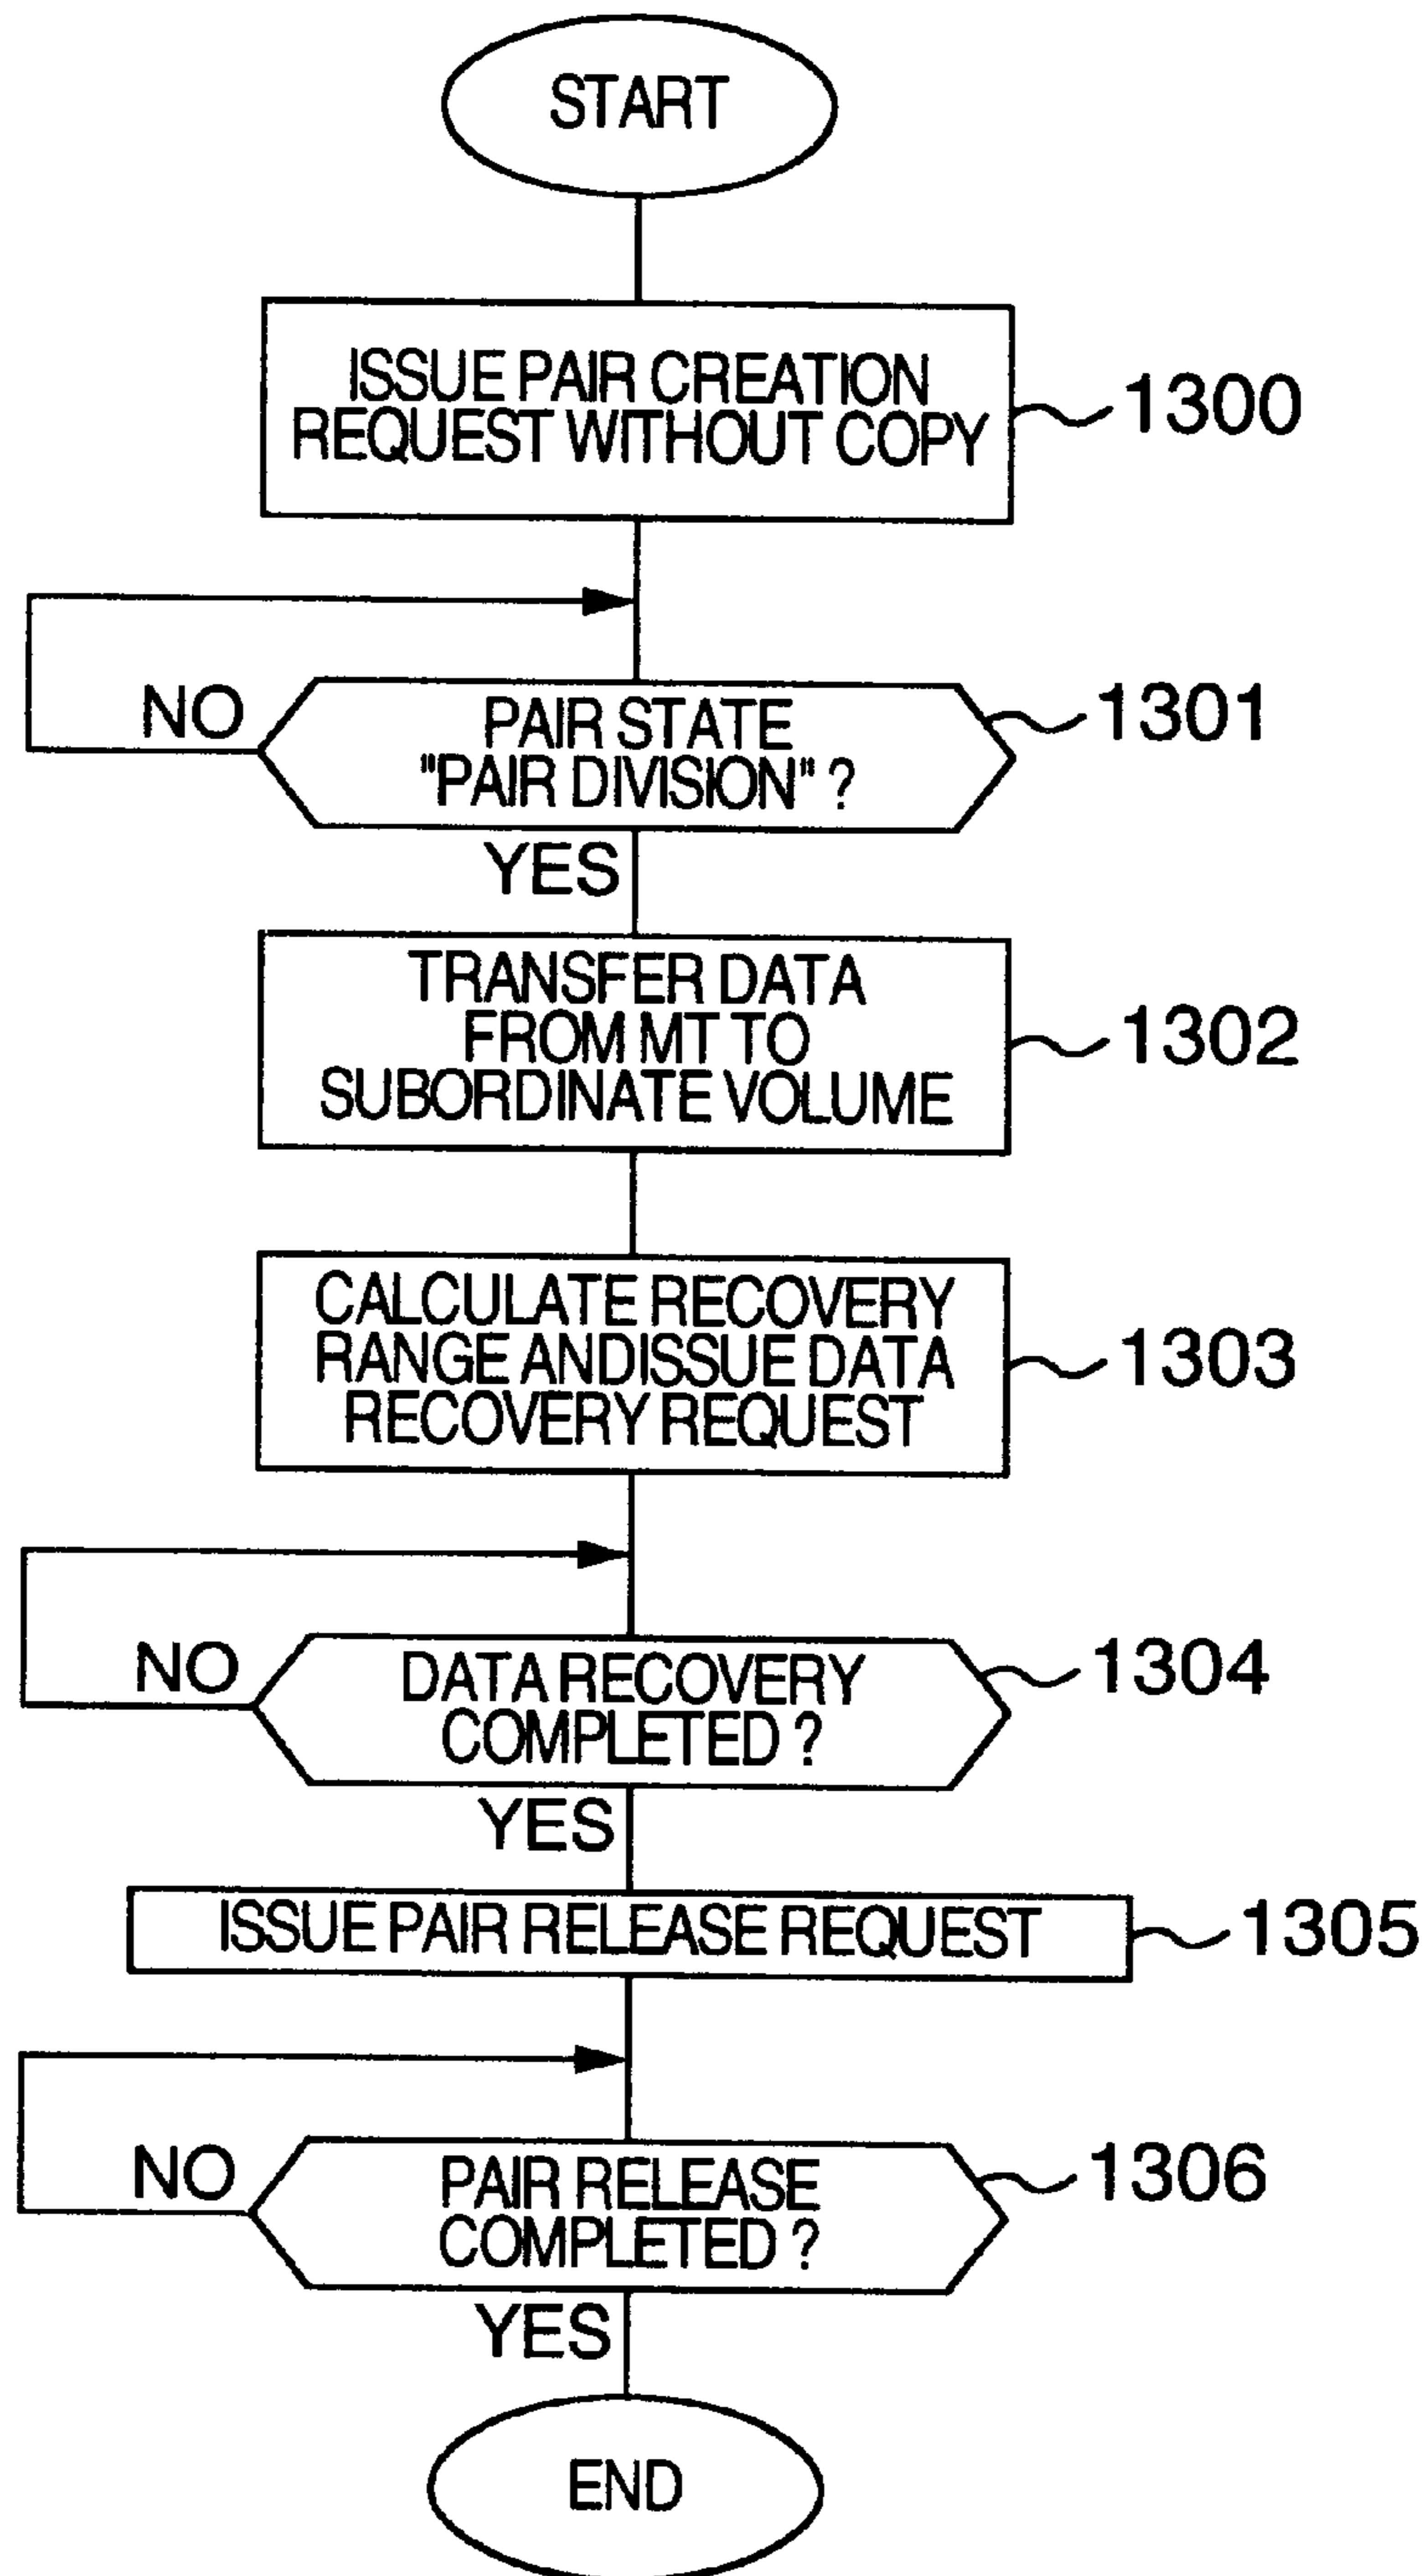 START
ISSUE PAIR CREATION
REQUEST WITHOUT COPY
1300
NO
PAIR STATE
"PAIR DIVISION" ?
1301
YES
TRANSFER DATA
FROM MT TO
SUBORDINATE VOLUME
1302
CALCULATE RECOVERY
RANGE ANDISSUE DATA
RECOVERY REQUEST
1303
NO
DATA RECOVERY
COMPLETED ?
1304
YES
ISSUE PAIR RELEASE REQUEST
1305
NO
PAIR RELEASE
COMPLETED ?
1306
YES
END